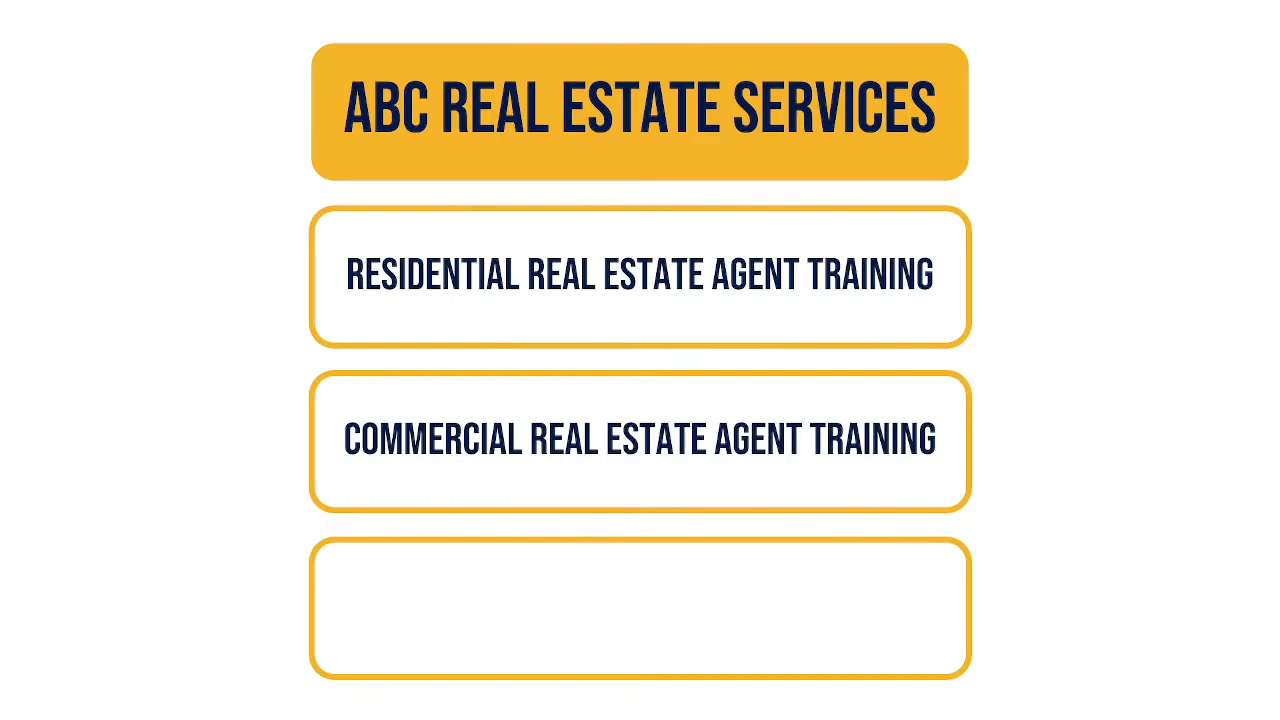 ABC REAL ESTATE SERVICES
RESIDENTIAL REAL ESTATE AGENT TRAINING
COMMERCIAL REAL ESTATE AGENT TRAINING